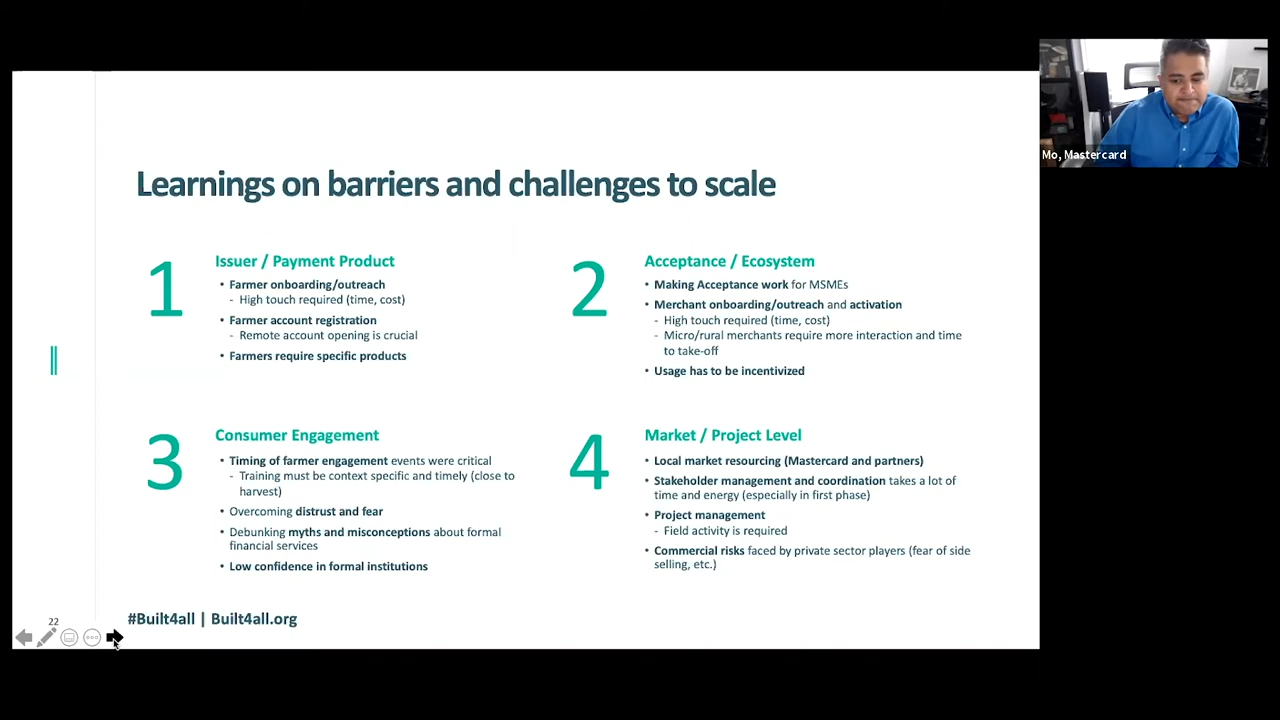 Mo, Mastercard
Learnings on barriers and challenges to scale
1
Issuer / Payment Product
• Farmer onboarding/outreach
- High touch required (time, cost)
• Farmer account registration
- Remote account opening is crucial
• Farmers require specific products
2
Acceptance / Ecosystem
• Making Acceptance work for MSMEs
• Merchant onboarding/outreach and activation
- High touch required (time, cost)
- Micro/rural merchants require more interaction and time
to take-off
• Usage has to be incentivized
3
Consumer Engagement
• Timing of farmer engagement events were critical
- Training must be context specific and timely (close to
harvest)
• Overcoming distrust and fear
• Debunking myths and misconceptions about formal
financial services
• Low confidence in formal institutions
4
Market / Project Level
• Local market resourcing (Mastercard and partners)
• Stakeholder management and coordination takes a lot of
time and energy (especially in first phase)
• Project management
- Field activity is required
• Commercial risks faced by private sector players (fear of side
selling, etc.)
22
#Built4all | Built4all.org